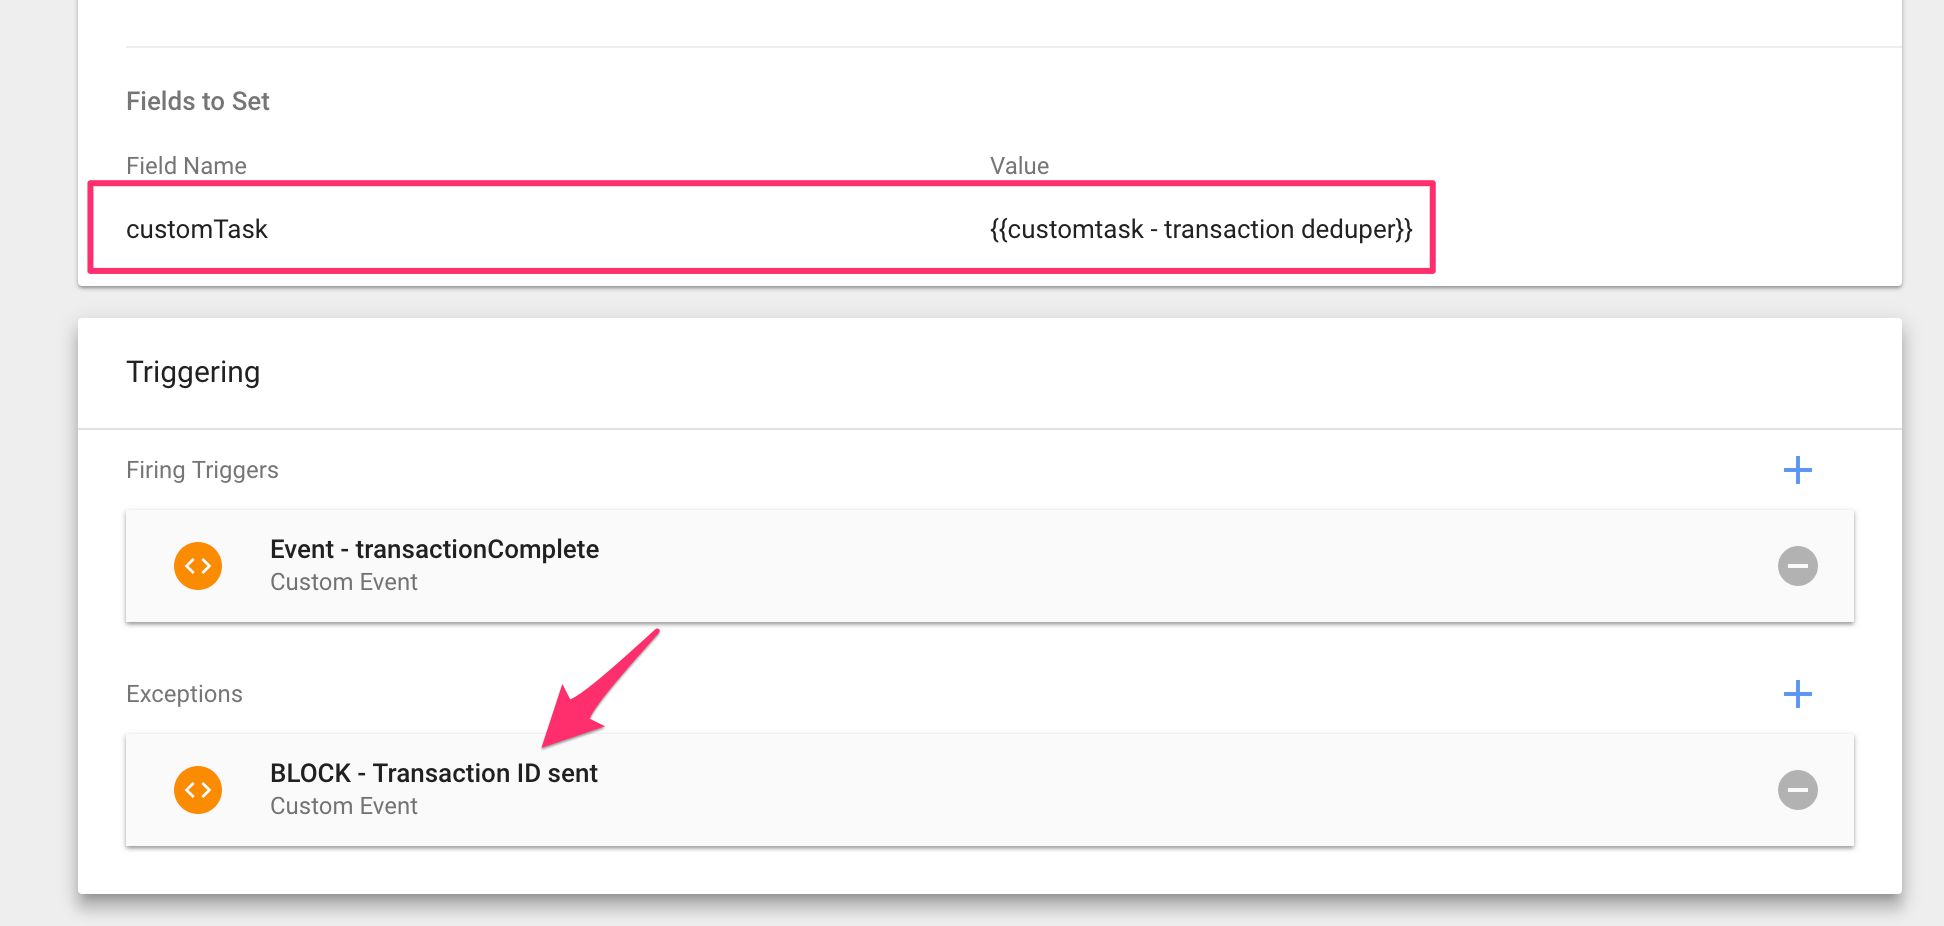 Fields to Set
Field Name Value
customTask {{customtask - transaction deduper}}
Triggering
Firing Triggers
Event - transactionComplete
Custom Event
Exceptions
BLOCK - Transaction ID sent
Custom Event